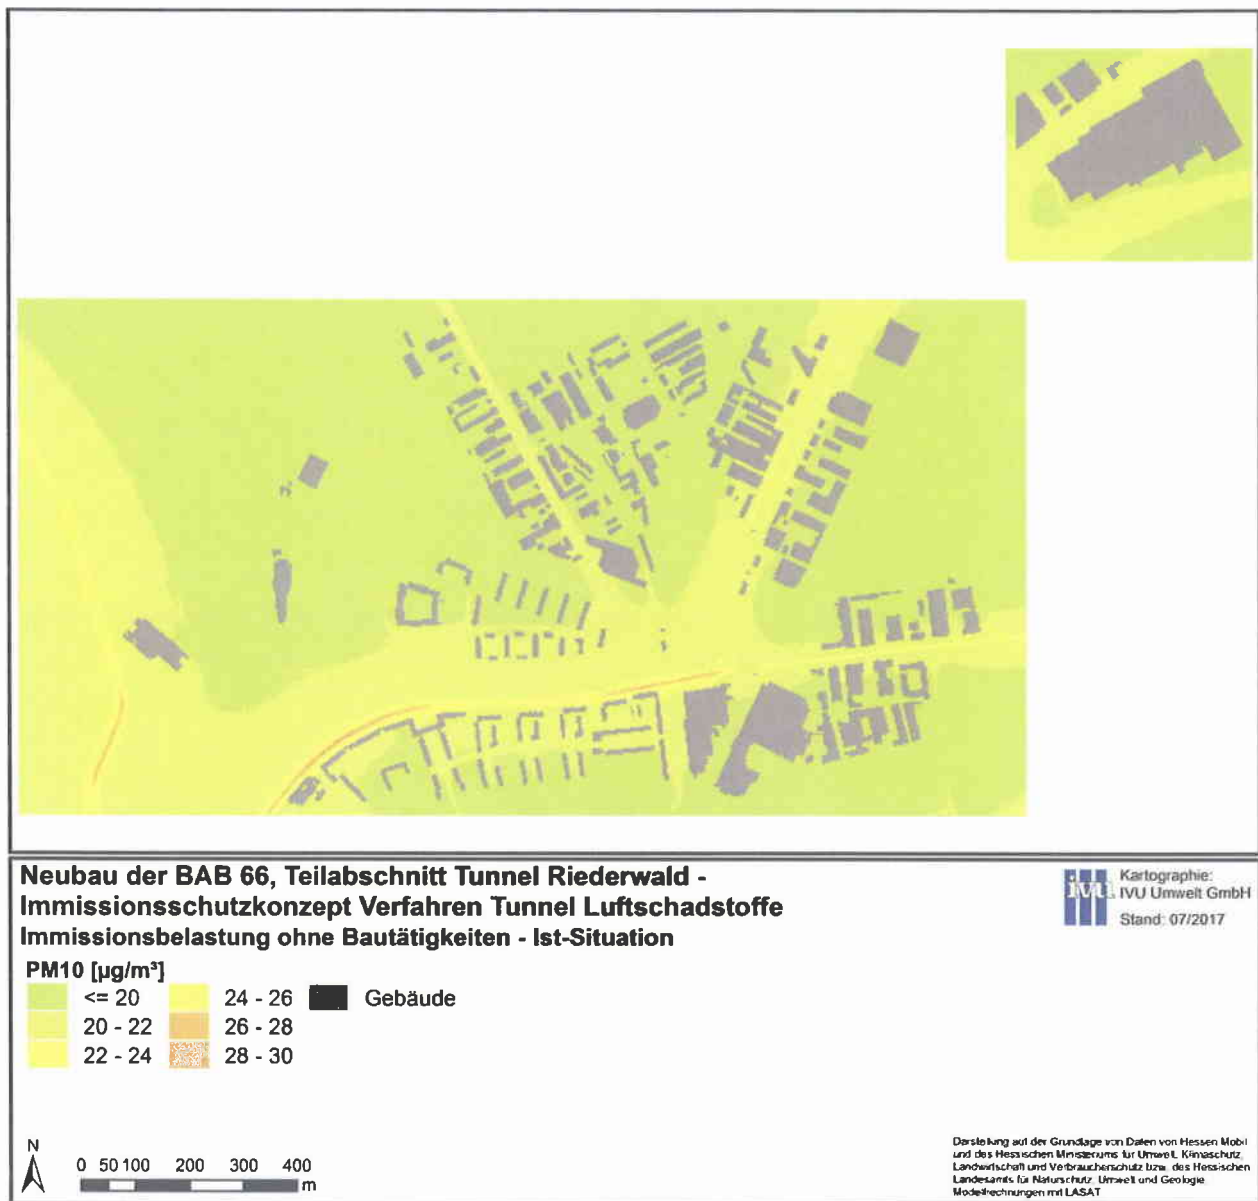 Neubau der BAB 66, Teilabschnitt Tunnel Riederwald -
Immissionsschutzkonzept Verfahren Tunnel Luftschadstoffe
Immissionsbelastung ohne Bautätigkeiten - Ist-Situation
ivu
Kartographie:
IVU Umwelt GmbH
Stand: 07/2017
PM10 [µg/m³]
<= 20
24 - 26
Gebäude
20 - 22
26 - 28
22 - 24
28 - 30
N
0 50 100 200 300 400
m
Darstellung auf der Grundlage von Daten von Hessen Mobil
und des Hessischen Ministeriums für Umwelt, Klimaschutz,
Landwirtschaft und Verbraucherschutz bzw. des Hessischen
Landesamts für Naturschutz, Umwelt und Geologie
Modellrechnungen mit LASAT